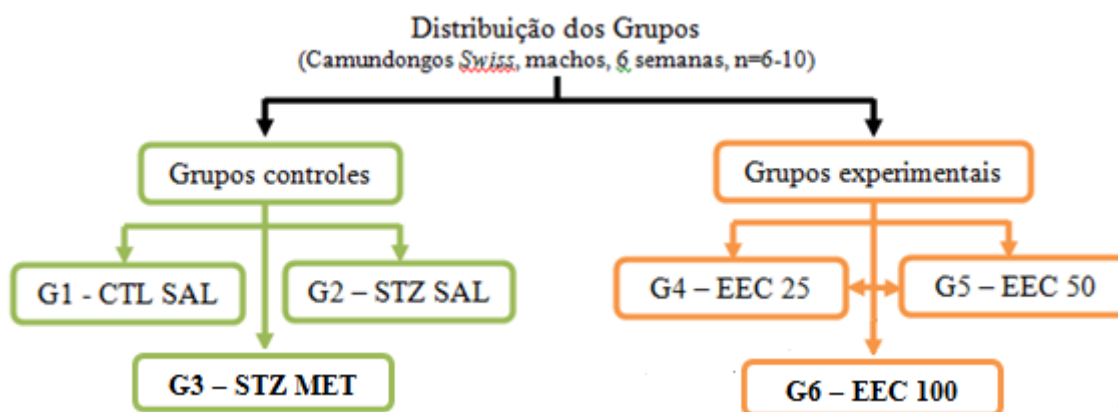 Distribuição dos Grupos
(Camundongos Swiss, machos, 6 semanas, n=6-10)
Grupos controles
Grupos experimentais
G1 - CTL SAL
G2 – STZ SAL
G4 – EEC 25
G5 – EEC 50
G3 – STZ MET
G6 – EEC 100